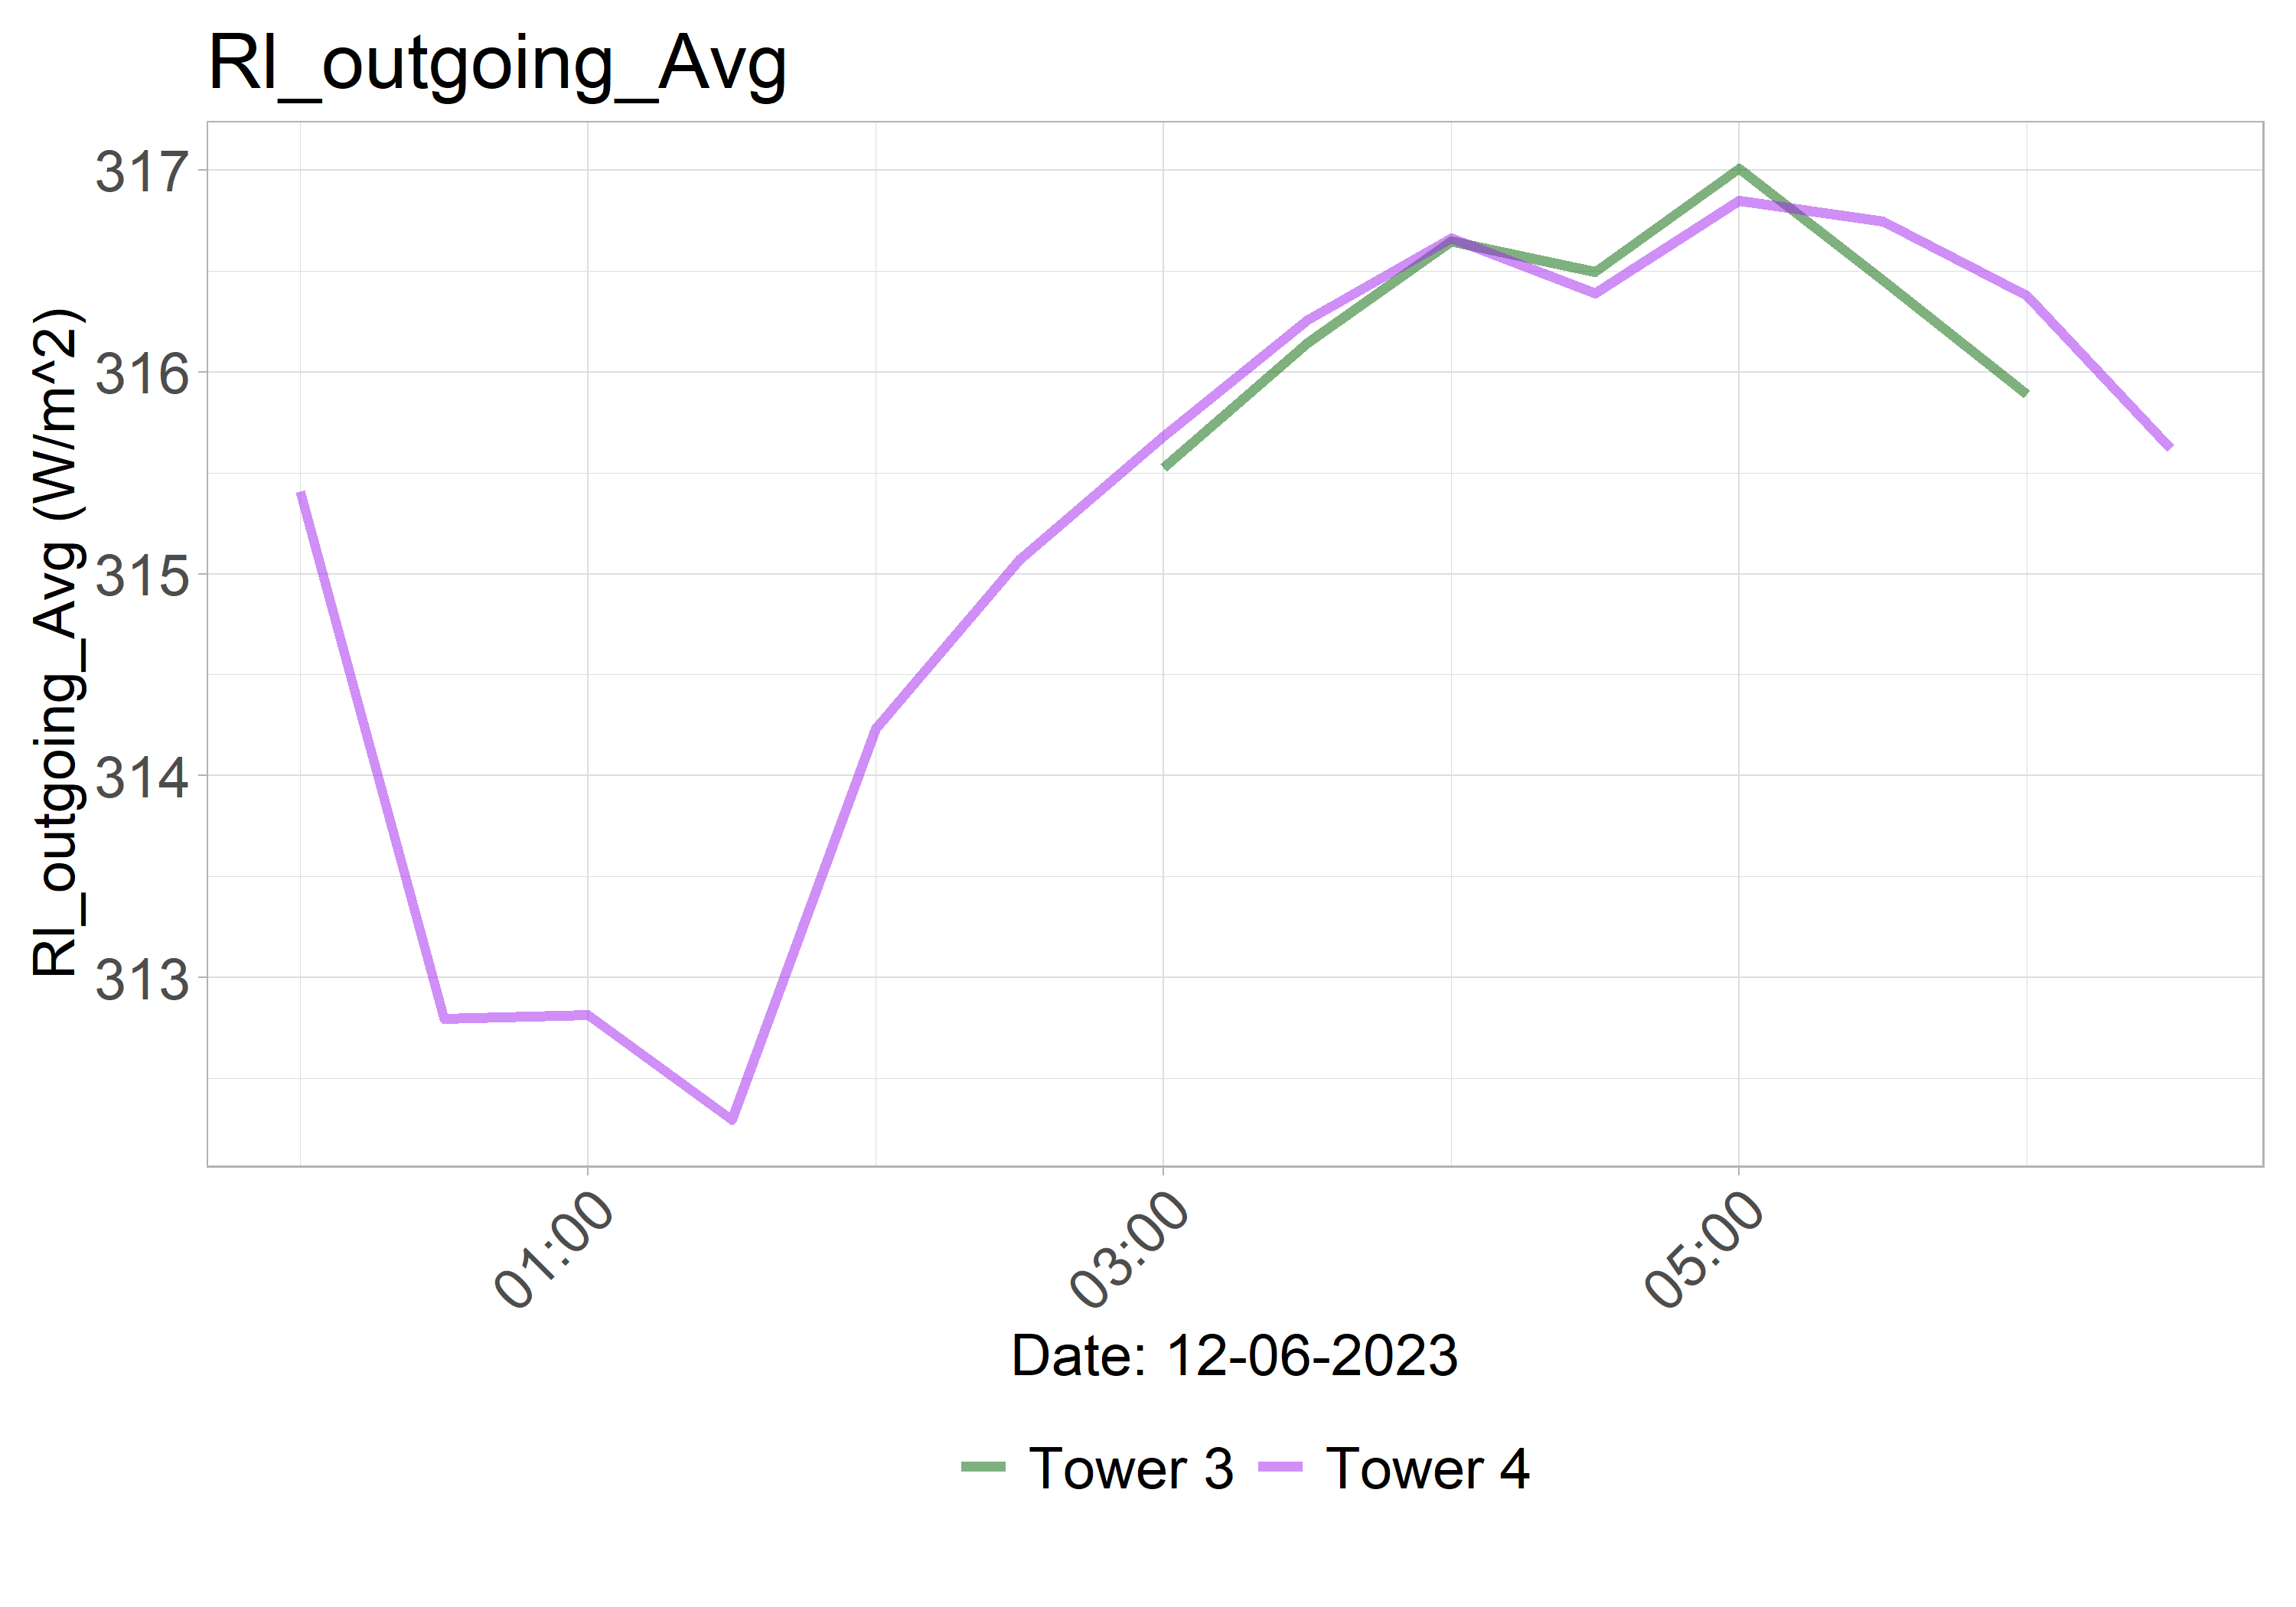 Rl_outgoing_Avg
Rl_outgoing_Avg (W/m^2)
317
316
315
314
313
01:00
03:00
05:00
Date: 12-06-2023
Tower 3
Tower 4